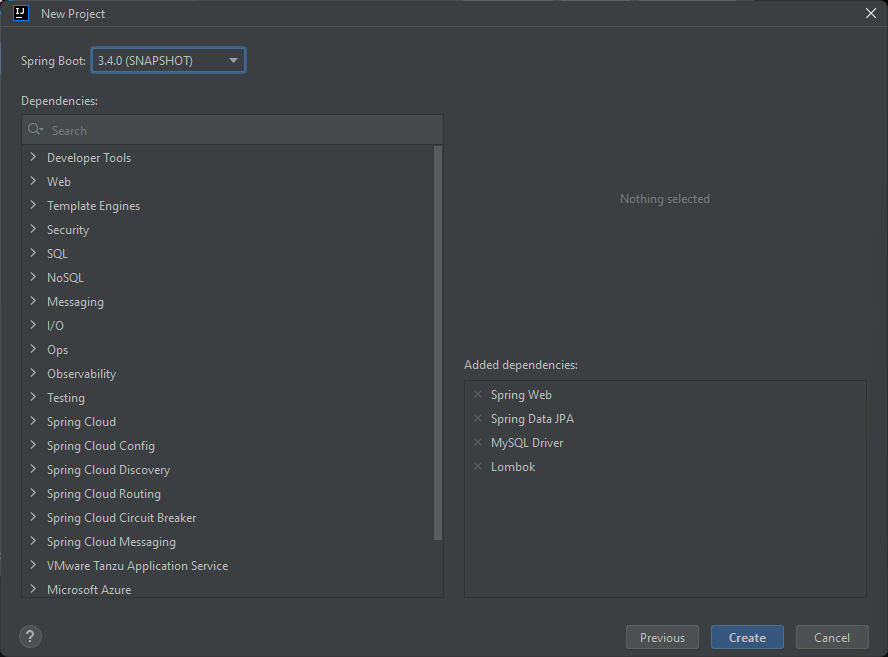 IJ New Project
Spring Boot: 3.4.0 (SNAPSHOT)
Dependencies:
Search
Developer Tools
Web
Template Engines
Security
SQL
NoSQL
Messaging
I/O
Ops
Observability
Testing
Spring Cloud
Spring Cloud Config
Spring Cloud Discovery
Spring Cloud Routing
Spring Cloud Circuit Breaker
Spring Cloud Messaging
VMware Tanzu Application Service
Microsoft Azure
Nothing selected
Added dependencies:
Spring Web
Spring Data JPA
MySQL Driver
Lombok
? Previous Create Cancel